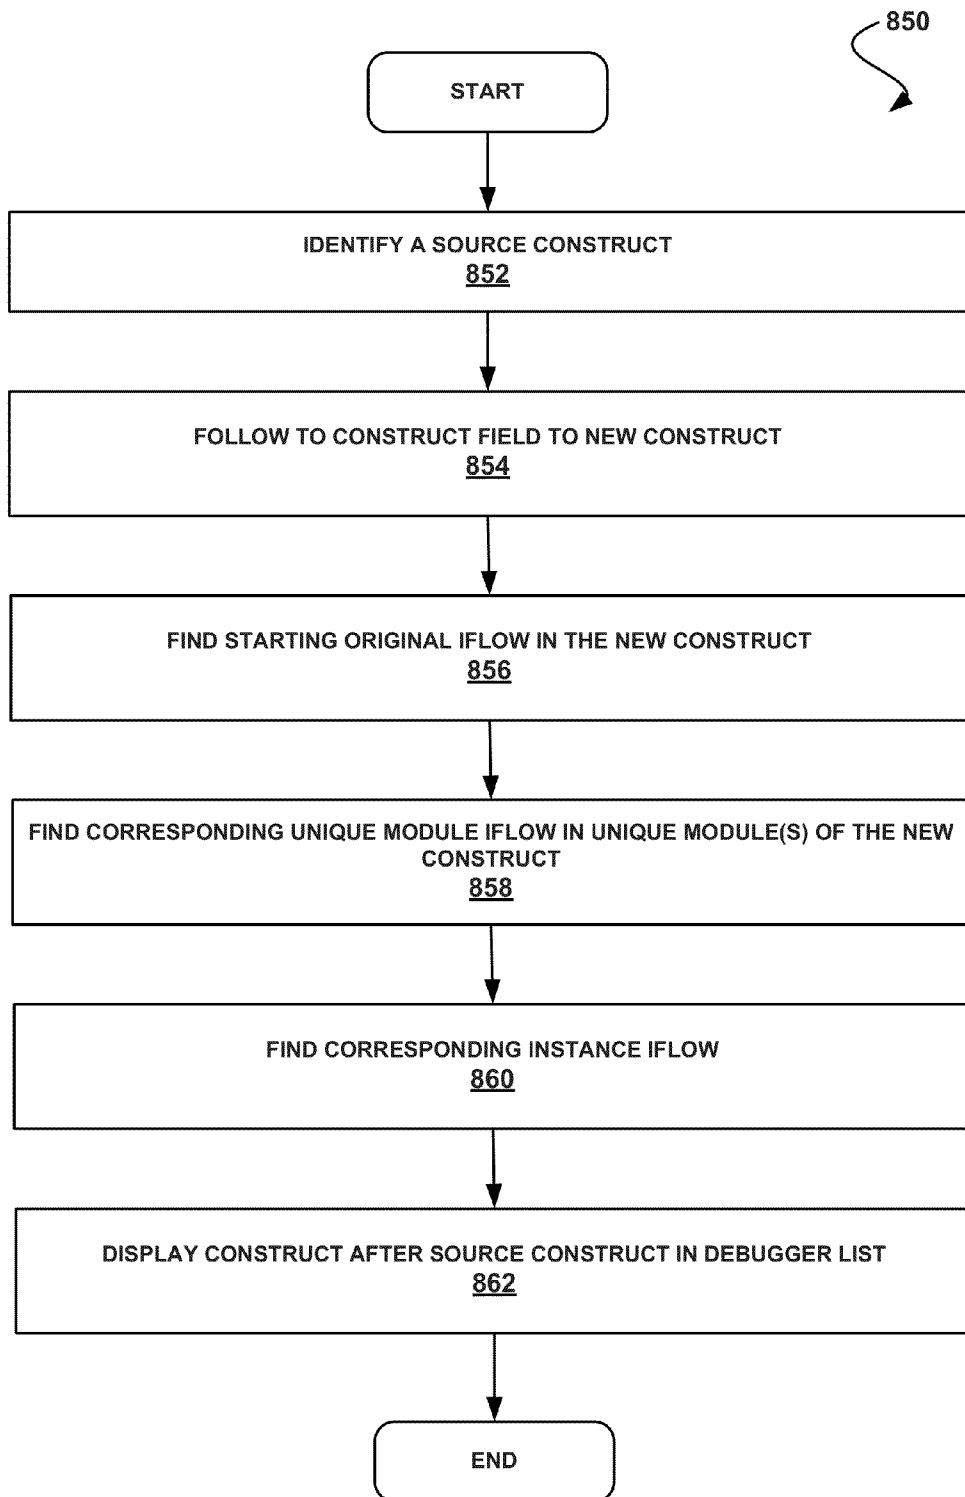 850
START
IDENTIFY A SOURCE CONSTRUCT
852
FOLLOW TO CONSTRUCT FIELD TO NEW CONSTRUCT
854
FIND STARTING ORIGINAL IFLOW IN THE NEW CONSTRUCT
856
FIND CORRESPONDING UNIQUE MODULE IFLOW IN UNIQUE MODULE(S) OF THE NEW
CONSTRUCT
858
FIND CORRESPONDING INSTANCE IFLOW
860
DISPLAY CONSTRUCT AFTER SOURCE CONSTRUCT IN DEBUGGER LIST
862
END